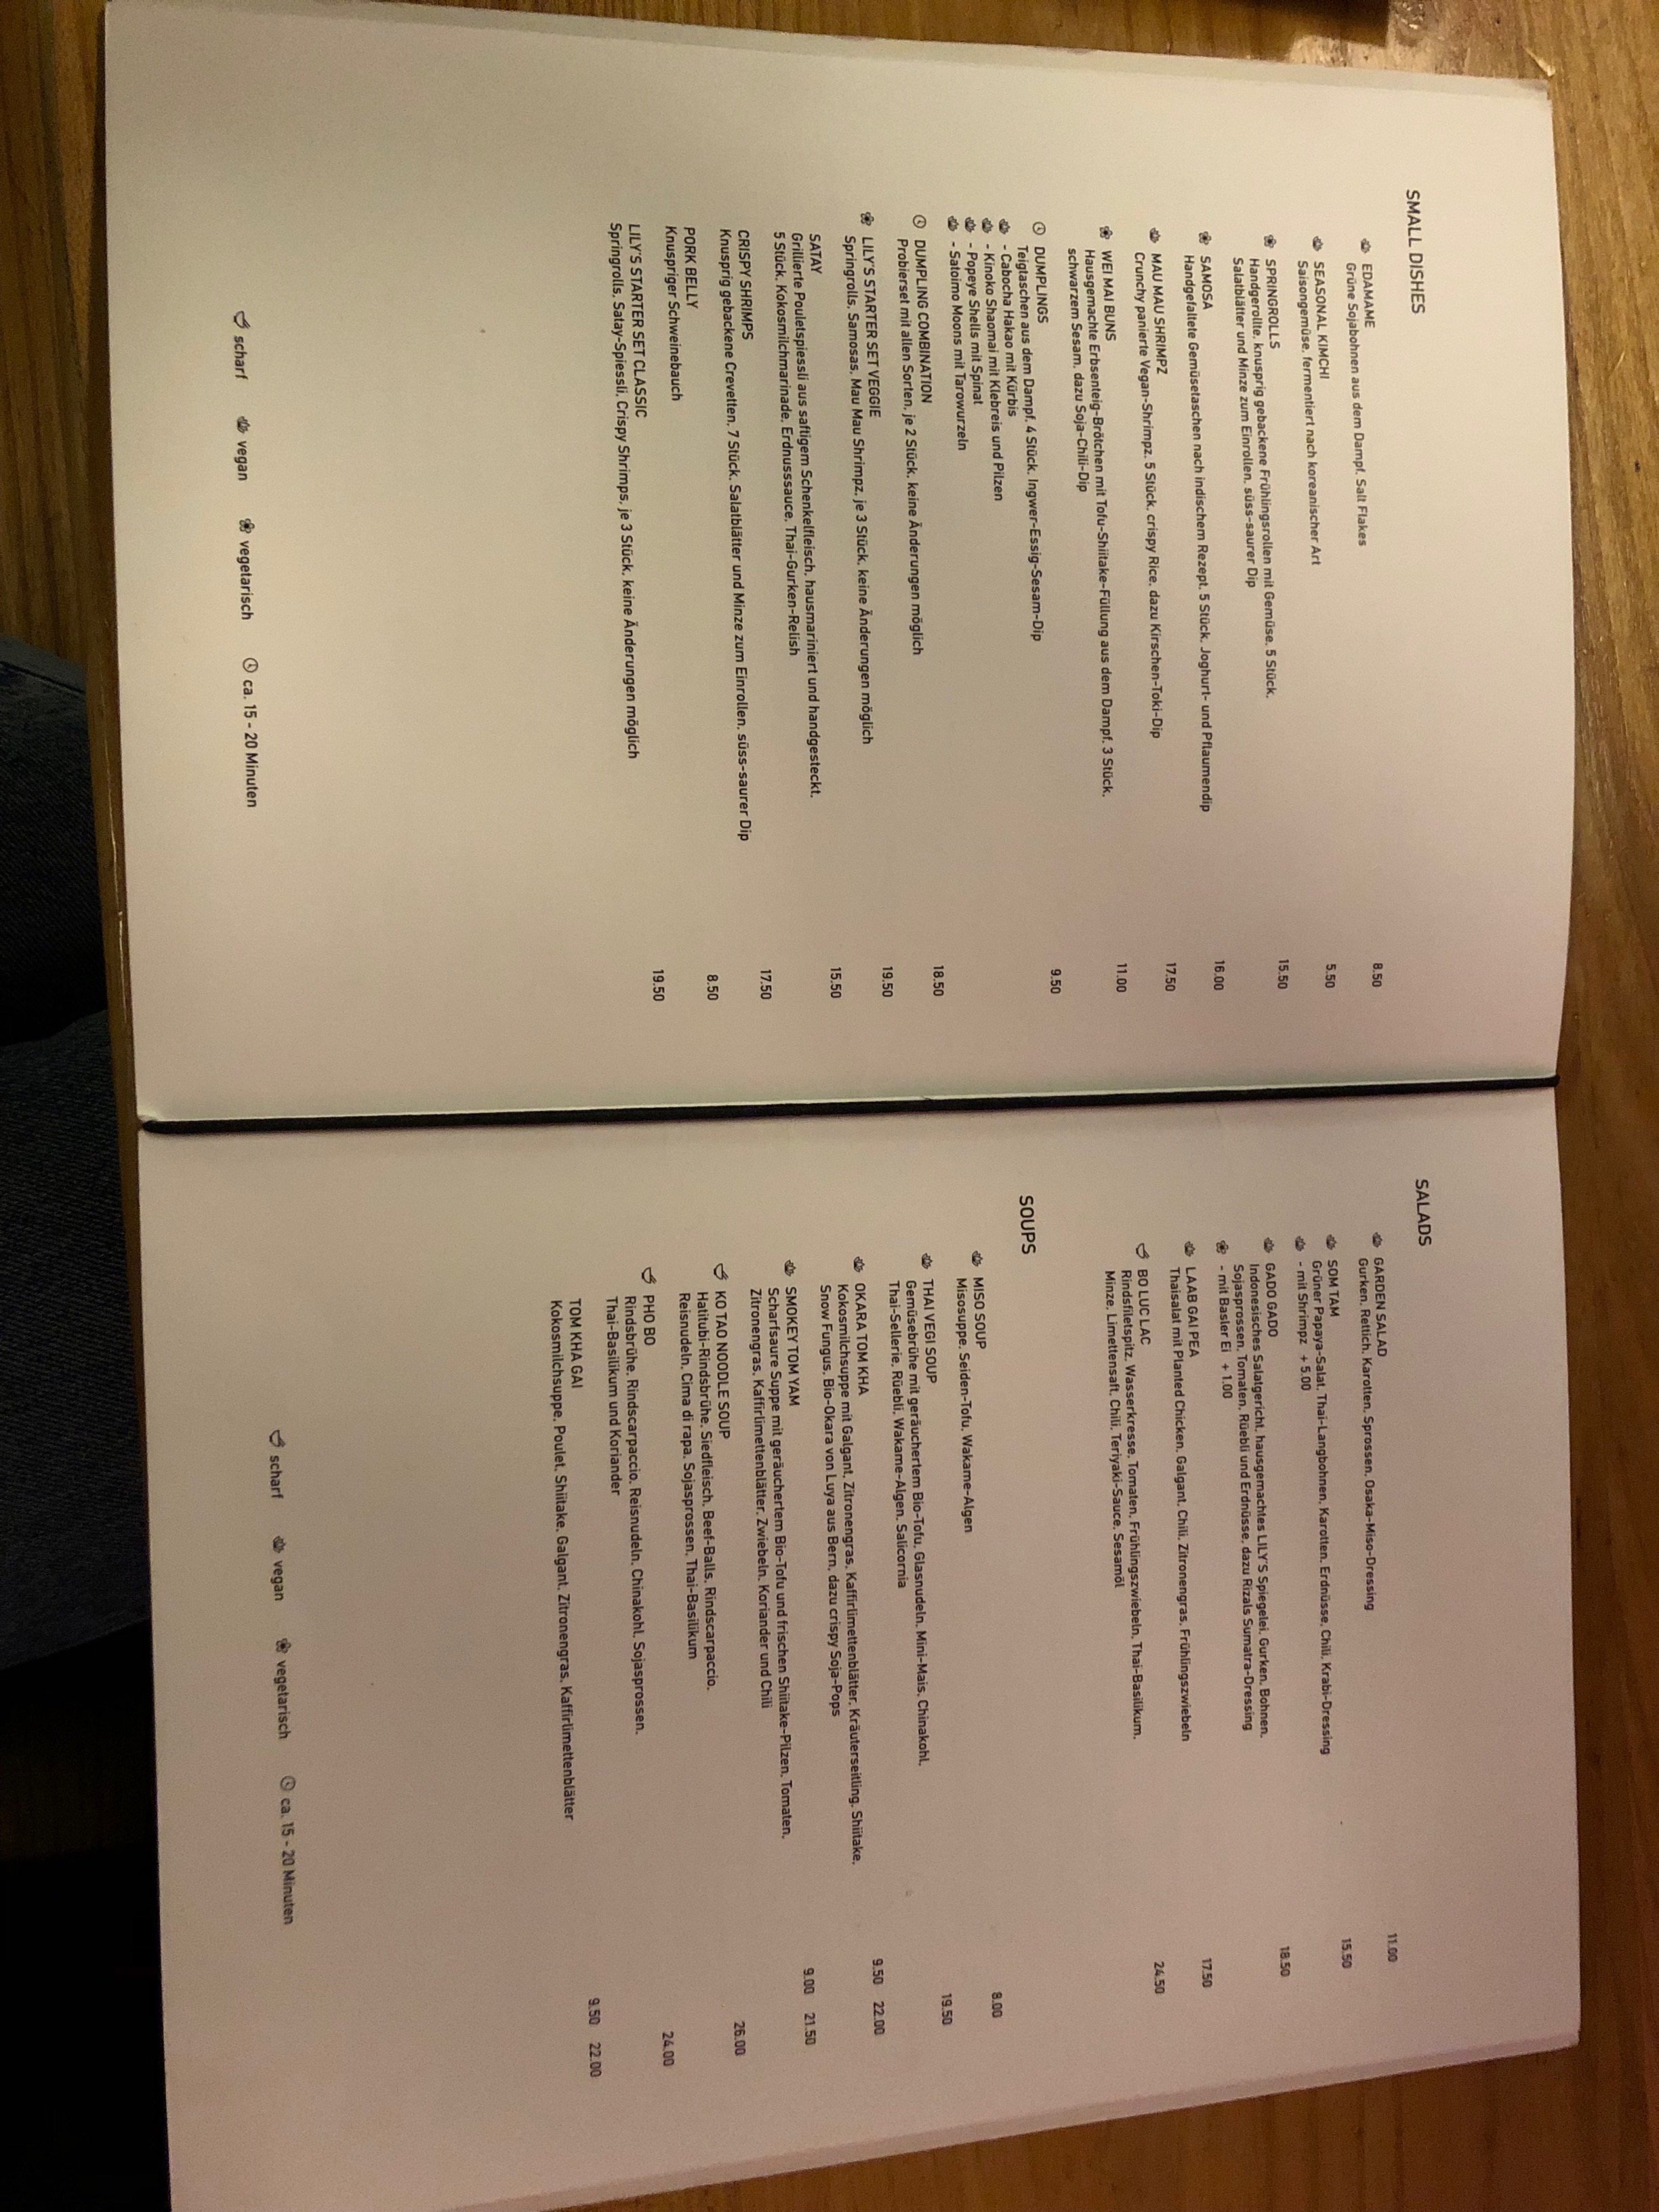 SMALL DISHES
EDAMAME 8.50
Grüne Sojabohnen aus dem Dampf, Salt Flakes
SEASONAL KIMCHI 5.50
Saisongemüse, fermentiert nach koreanischer Art
SPRINGROLLS 15.50
Handgerollte, knusprig gebackene Frühlingsrollen mit Gemüse, 5 Stück,
Salatblätter und Minze zum Einrollen, süss-saurer Dip
SAMOSA 16.00
Handgefaltete Gemüsetaschen nach indischem Rezept, 5 Stück, Joghurt- und Pflaumendip
MAU MAU SHRIMPZ 17.50
Crunchy panierte Vegan-Shrimpz, 5 Stück, crispy Rice, dazu Kirschen-Toki-Dip
WEI MAI BUNS 11.00
Hausgemachte Erbsenteig-Brötchen mit Tofu-Shiitake-Füllung aus dem Dampf, 3 Stück,
schwarzem Sesam, dazu Soja-Chili-Dip
DUMPLINGS 9.50
Teigtaschen aus dem Dampf, 4 Stück, Ingwer-Essig-Sesam-Dip
- Cabocha Hakao mit Kürbis
- Kinoko Shaomai mit Klebreis und Pilzen
- Popeye Shells mit Spinat
- Satoimo Moons mit Tarowurzeln
DUMPLING COMBINATION 18.50
Probierset mit allen Sorten, je 2 Stück, keine Änderungen möglich
LILY'S STARTER SET VEGGIE 19.50
Springrolls, Samosas, Mau Mau Shrimpz, je 3 Stück, keine Änderungen möglich
SATAY 15.50
Grillierte Pouletspiessli aus saftigem Schenkelfleisch, hausmariniert und handgesteckt,
5 Stück, Kokosmilchmarinade, Erdnusssauce, Thai-Gurken-Relish
CRISPY SHRIMPS 17.50
Knusprig gebackene Crevetten, 7 Stück, Salatblätter und Minze zum Einrollen, süss-saurer Dip
PORK BELLY 8.50
Knuspriger Schweinebauch
LILY'S STARTER SET CLASSIC 19.50
Springrolls, Satay-Spiessli, Crispy Shrimps, je 3 Stück, keine Änderungen möglich
scharf vegan vegetarisch ca. 15 - 20 Minuten
SALADS
GARDEN SALAD 11.00
Gurken, Rettich, Karotten, Sprossen, Osaka-Miso-Dressing
SOM TAM 15.50
Grüner Papaya-Salat, Thai-Langbohnen, Karotten, Erdnüsse, Chili, Krabi-Dressing
- mit Shrimpz + 5.00
GADO GADO 18.50
Indonesisches Salatgericht, hausgemachtes LILY'S Spiegelei, Gurken, Bohnen,
Sojasprossen, Tomaten, Rüebli und Erdnüsse, dazu Rizals Sumatra-Dressing
- mit Basler Ei + 1.00
LAAB GAI PEA 17.50
Thaisalat mit Planted Chicken, Galgant, Chili, Zitronengras, Frühlingszwiebeln
BO LUC LAC 24.50
Rindsfiletspitz, Wasserkresse, Tomaten, Frühlingszwiebeln, Thai-Basilikum,
Minze, Limettensaft, Chili, Teriyaki-Sauce, Sesamöl
SOUPS
MISO SOUP 8.00
Misosuppe, Seiden-Tofu, Wakame-Algen
THAI VEGI SOUP 19.50
Gemüsebrühe mit geräuchertem Bio-Tofu, Glasnudeln, Mini-Mais, Chinakohl,
Thai-Sellerie, Rüebli, Wakame-Algen, Salicornia
OKARA TOM KHA 9.50 22.00
Kokosmilchsuppe mit Galgant, Zitronengras, Kaffirlimettenblätter, Kräuterseitling, Shiitake,
Snow Fungus, Bio-Okara von Luya aus Bern, dazu crispy Soja-Pops
SMOKEY TOM YAM 9.00 21.50
Scharfsaure Suppe mit geräuchertem Bio-Tofu und frischen Shiitake-Pilzen, Tomaten,
Zitronengras, Kaffirlimettenblätter, Zwiebeln, Koriander und Chili
KO TAO NOODLE SOUP 26.00
Hatitubi-Rindsbrühe, Siedfleisch, Beef-Balls, Rindscarpaccio,
Reisnudeln, Cima di rapa, Sojasprossen, Thai-Basilikum
PHO BO 24.00
Rindsbrühe, Rindscarpaccio, Reisnudeln, Chinakohl, Sojasprossen,
Thai-Basilikum und Koriander
TOM KHA GAI 9.50 22.00
Kokosmilchsuppe, Poulet, Shiitake, Galgant, Zitronengras, Kaffirlimettenblätter
scharf vegan vegetarisch ca. 15 - 20 Minuten